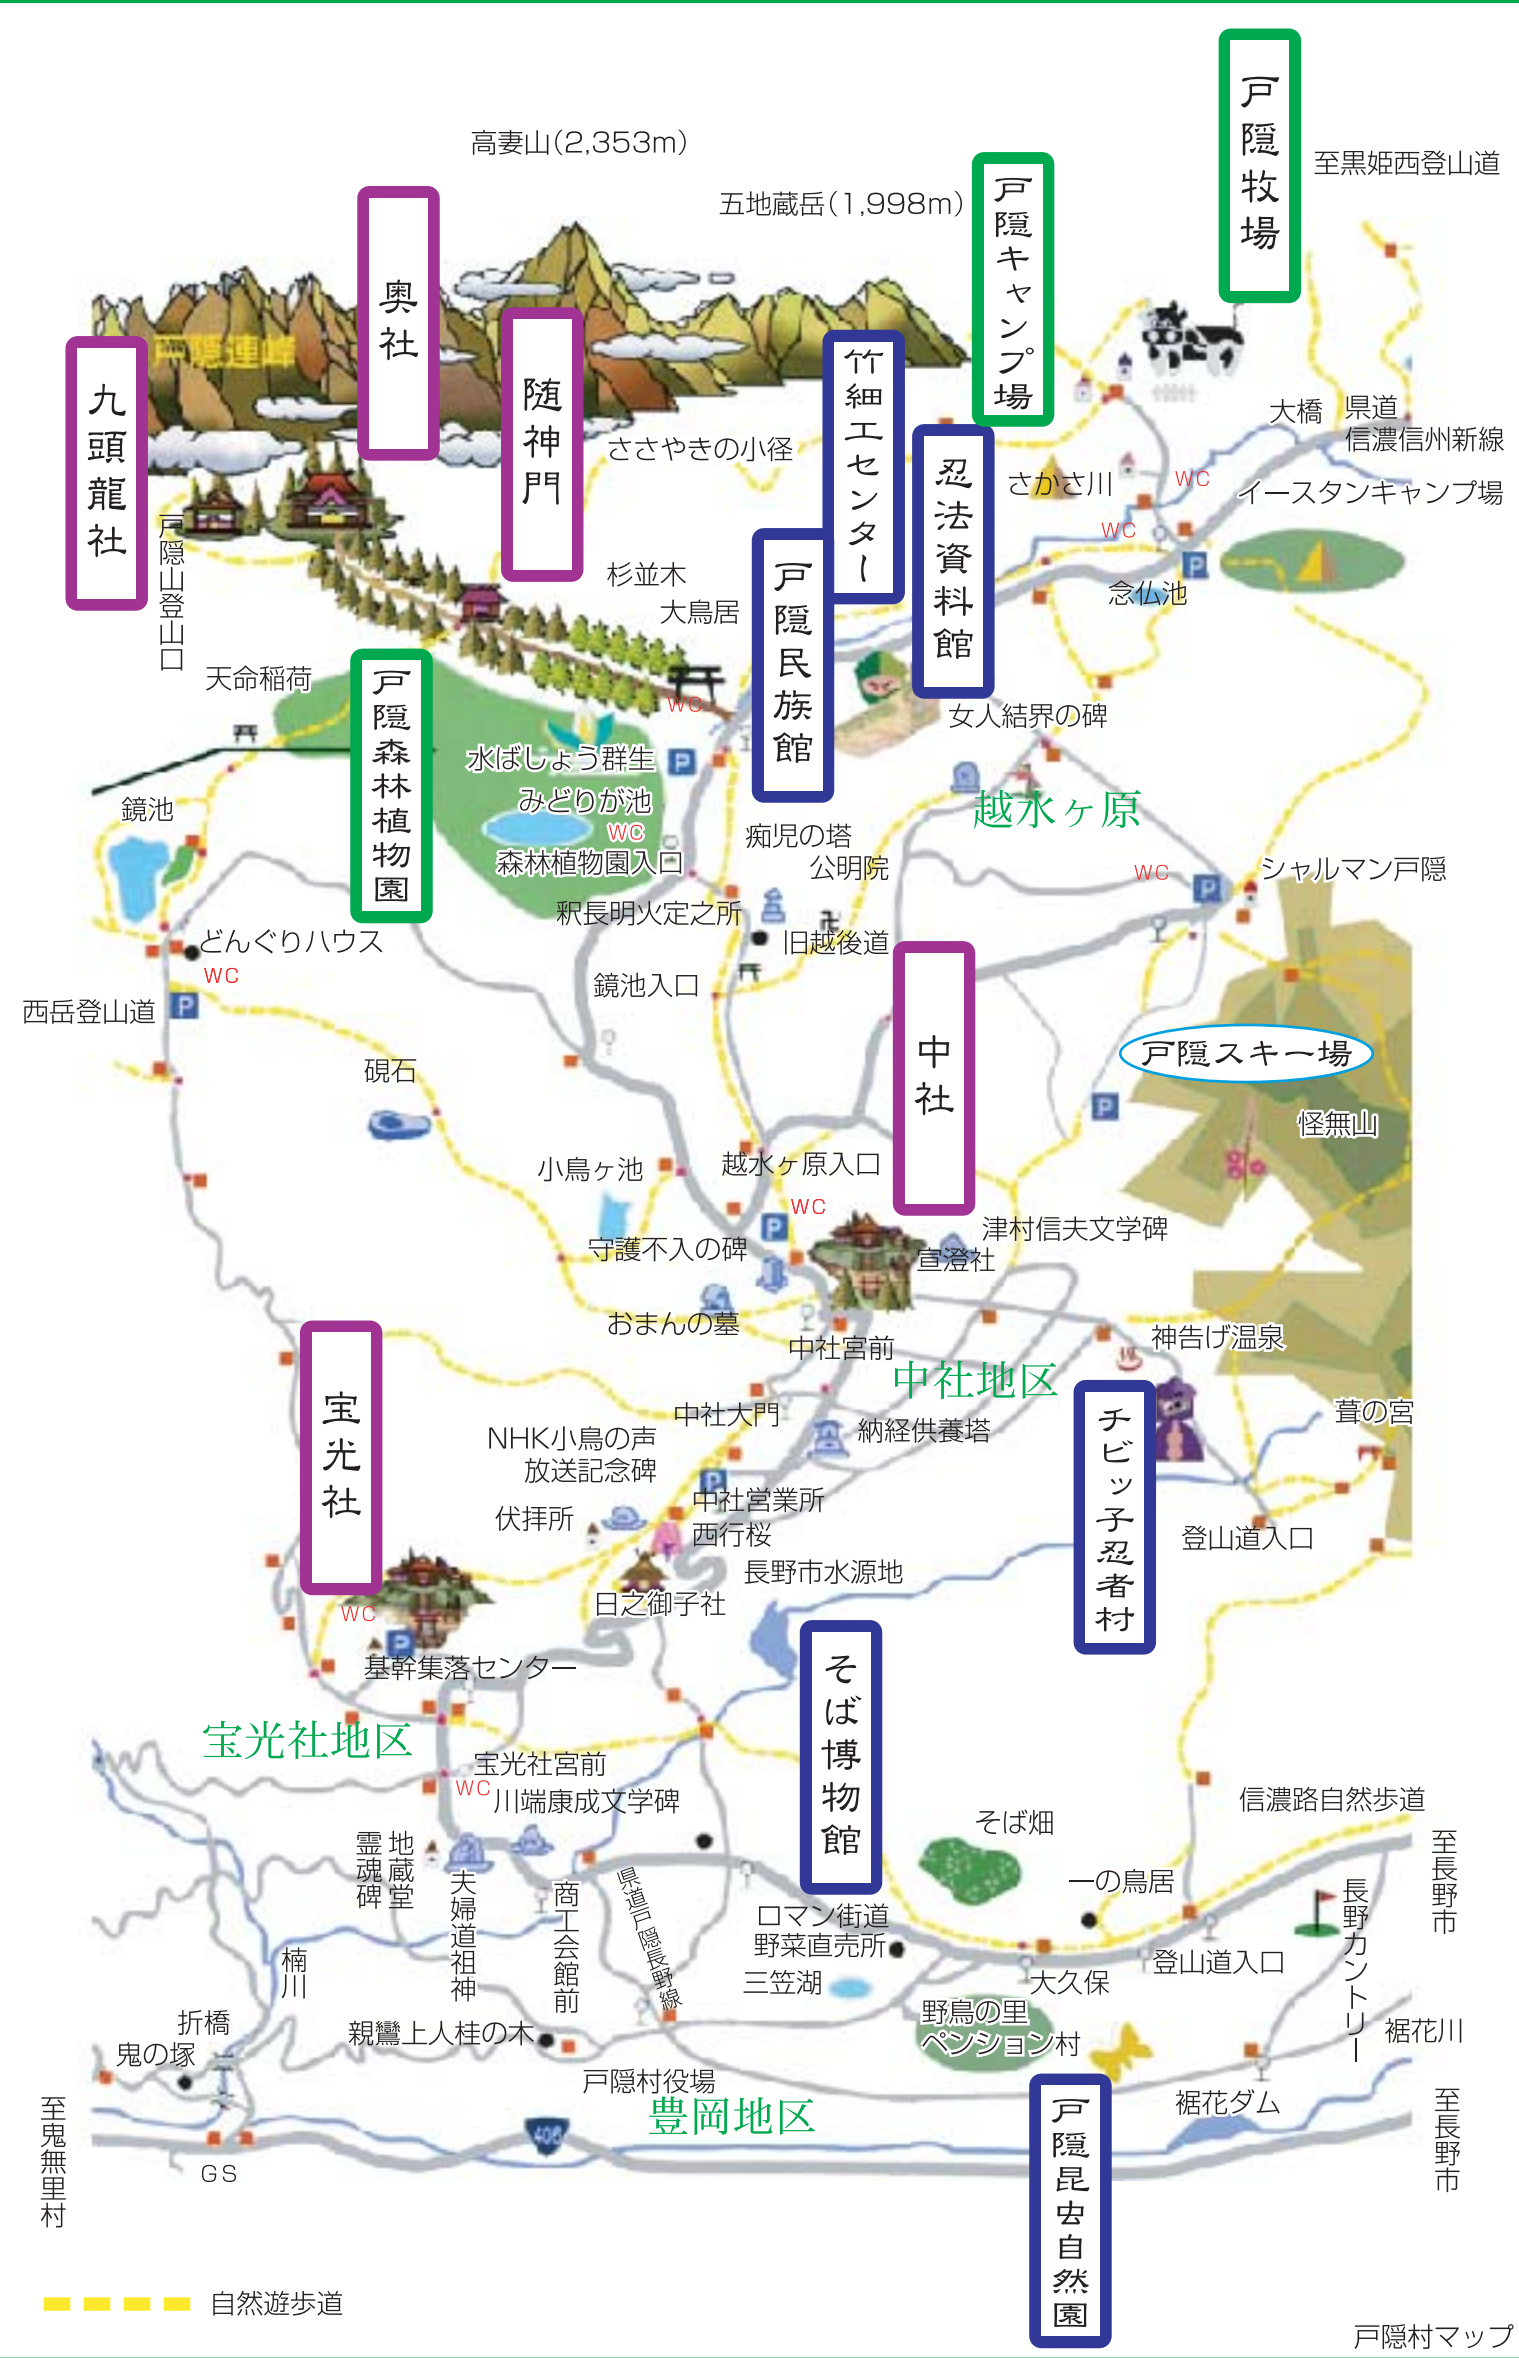 戸隠牧場
高妻山(2,353m)
至黒姫西登山道
五地蔵岳(1,998m)
戸隠キャンプ場
奥社
随神門
戸隠連峰
九頭龍社
竹細工センター
大橋
県道
信濃信州新線
ささやきの小径
忍法資料館
さかさ川
WC
イースタンキャンプ場
WC
戸隠山登山口
杉並木
大鳥居
戸隠民族館
念仏池
天命稲荷
戸隠森林植物園
WC
女人結界の碑
水ばしょう群生
みどりが池
WC
森林植物園入口
鏡池
越水ヶ原
痴児の塔
公明院
WC
シャルマン戸隠
釈長明火定之所
旧越後道
どんぐりハウス
WC
鏡池入口
西岳登山道
中社
戸隠スキー場
硯石
怪無山
小鳥ヶ池
越水ヶ原入口
WC
津村信夫文学碑
守護不入の碑
宣澄社
おまんの墓
中社宮前
神告げ温泉
中社地区
宝光社
チビッ子忍者村
中社大門
葺の宮
納経供養塔
NHK小鳥の声
放送記念碑
中社営業所
伏拝所
西行桜
登山道入口
長野市水源地
日之御子社
WC
基幹集落センター
そば博物館
宝光社地区
宝光社宮前
WC
川端康成文学碑
信濃路自然歩道
そば畑
地蔵堂
霊魂碑
夫婦道祖神
商工会館前
県道戸隠長野線
一の鳥居
至長野市
長野カントリー
ロマン街道
野菜直売所
登山道入口
楠川
三笠湖
大久保
折橋
親鸞上人桂の木
野鳥の里
ペンション村
裾花川
鬼の塚
戸隠村役場
裾花ダム
豊岡地区
至鬼無里村
至長野市
406
GS
戸隠昆虫自然園
自然遊歩道
戸隠村マップ